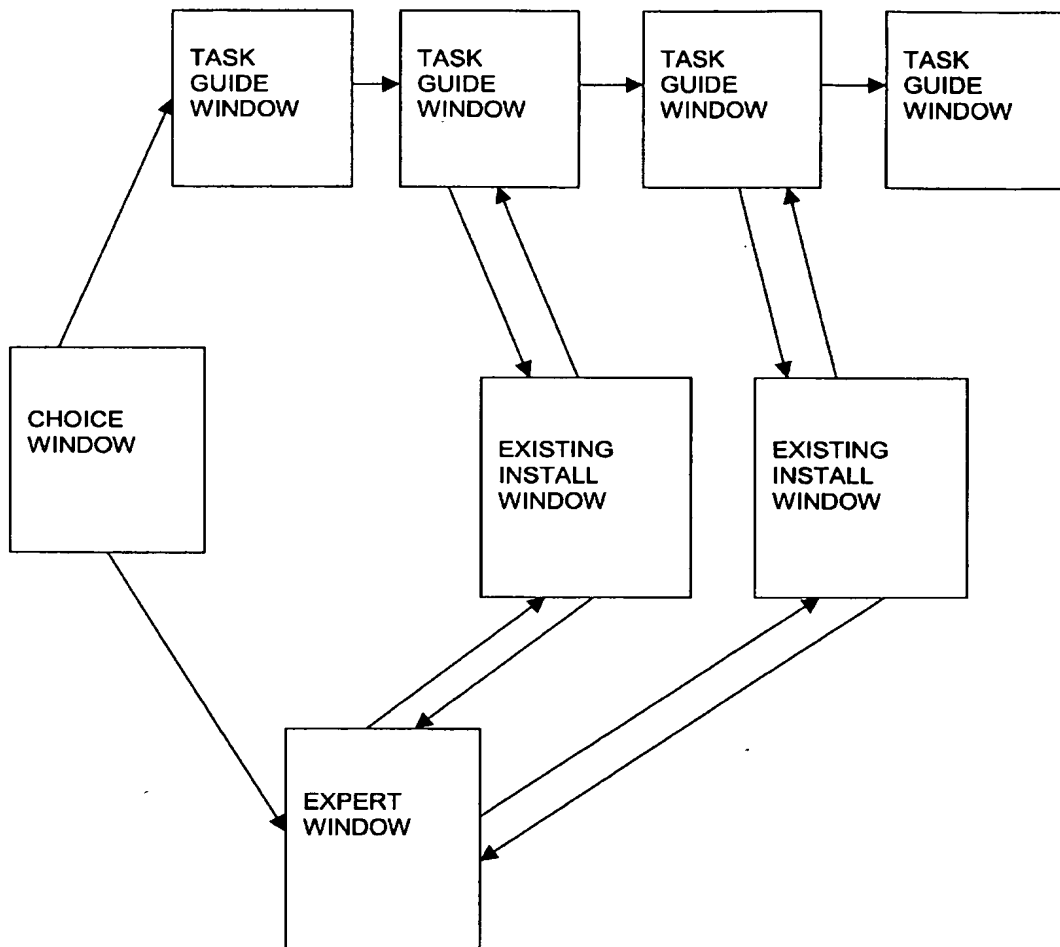 TASK
GUIDE
WINDOW
TASK
GUIDE
WINDOW
TASK
GUIDE
WINDOW
TASK
GUIDE
WINDOW
CHOICE
WINDOW
EXISTING
INSTALL
WINDOW
EXISTING
INSTALL
WINDOW
EXPERT
WINDOW